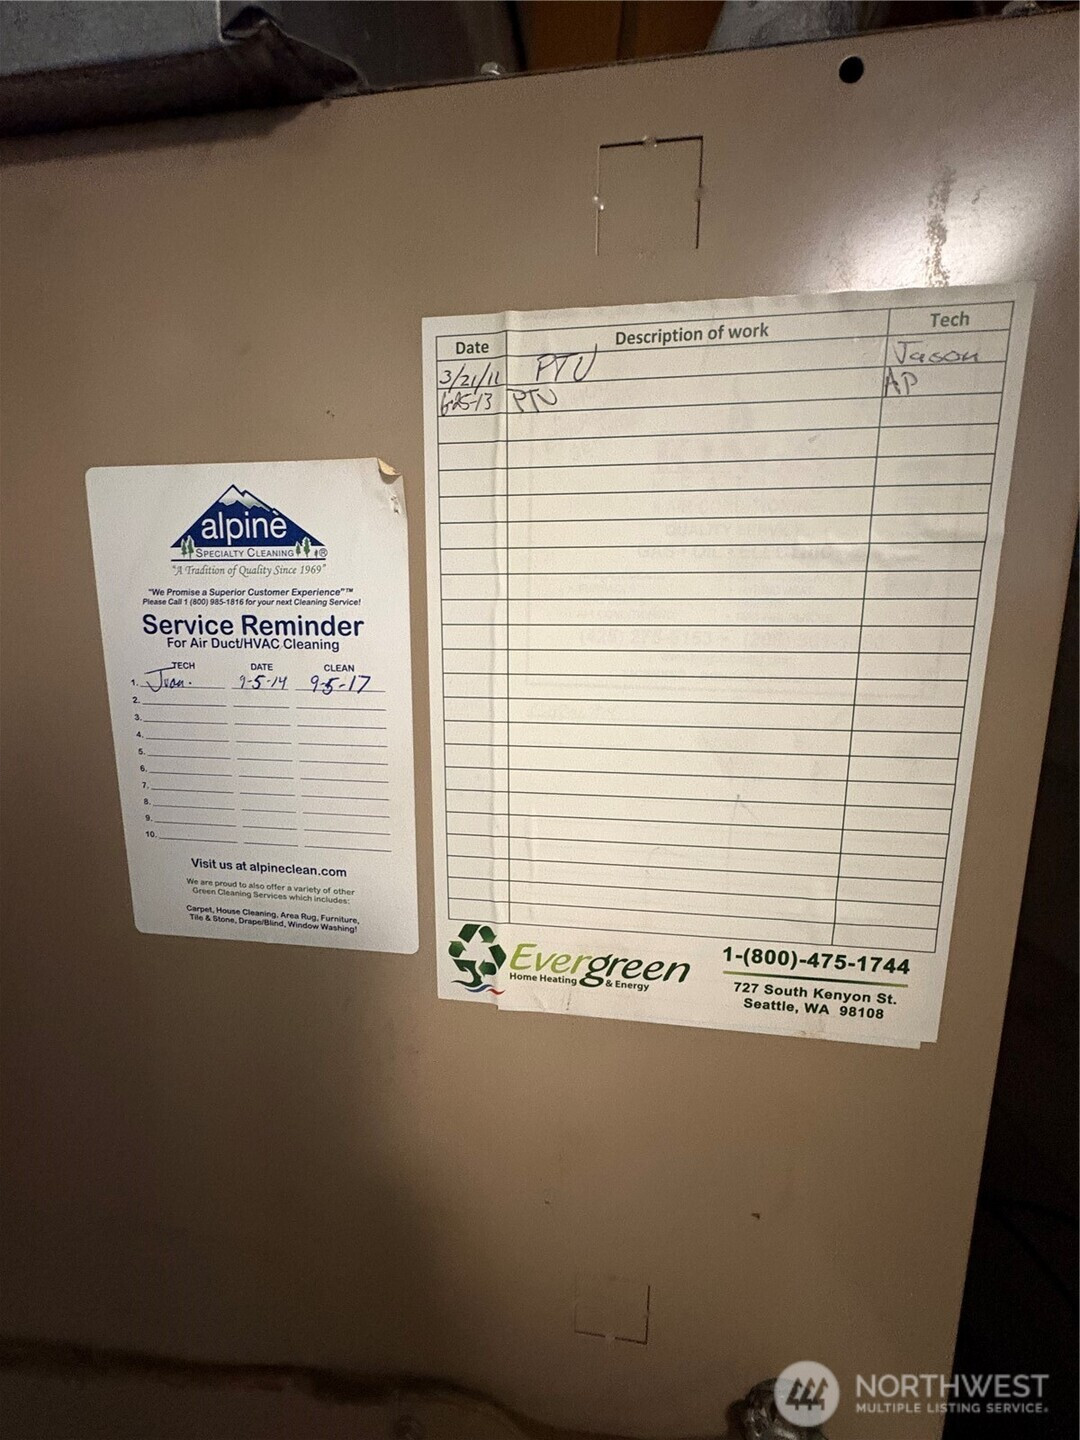 alpine
SPECIALTY CLEANING ®
"A Tradition of Quality Since 1969"
"We Promise a Superior Customer Experience"™
Please Call 1 (800) 985-1816 for your next Cleaning Service!
Service Reminder
For Air Duct/HVAC Cleaning
TECH DATE CLEAN
1. Juan. 9-5-14 9-5-17
2.
3.
4.
5.
6.
7.
8.
9.
10.
Visit us at alpineclean.com
We are proud to also offer a variety of other
Green Cleaning Services which includes:
Carpet, House Cleaning, Area Rug, Furniture,
Tile & Stone, Drape/Blind, Window Washing!
Date Description of work Tech
3/21/11 PTU Jason
6-25-13 PTU AP
Evergreen
Home Heating & Energy
1-(800)-475-1744
727 South Kenyon St.
Seattle, WA 98108
NORTHWEST
MULTIPLE LISTING SERVICE®